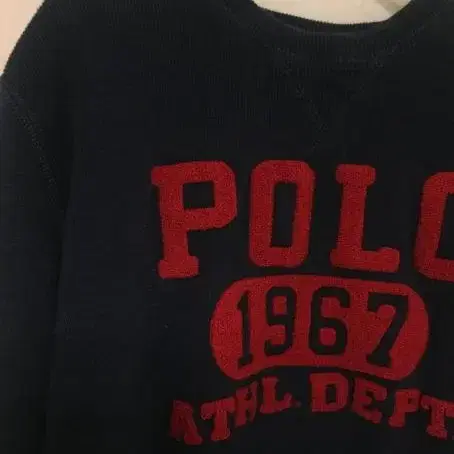 POLO
1967
ATHL. DEPT